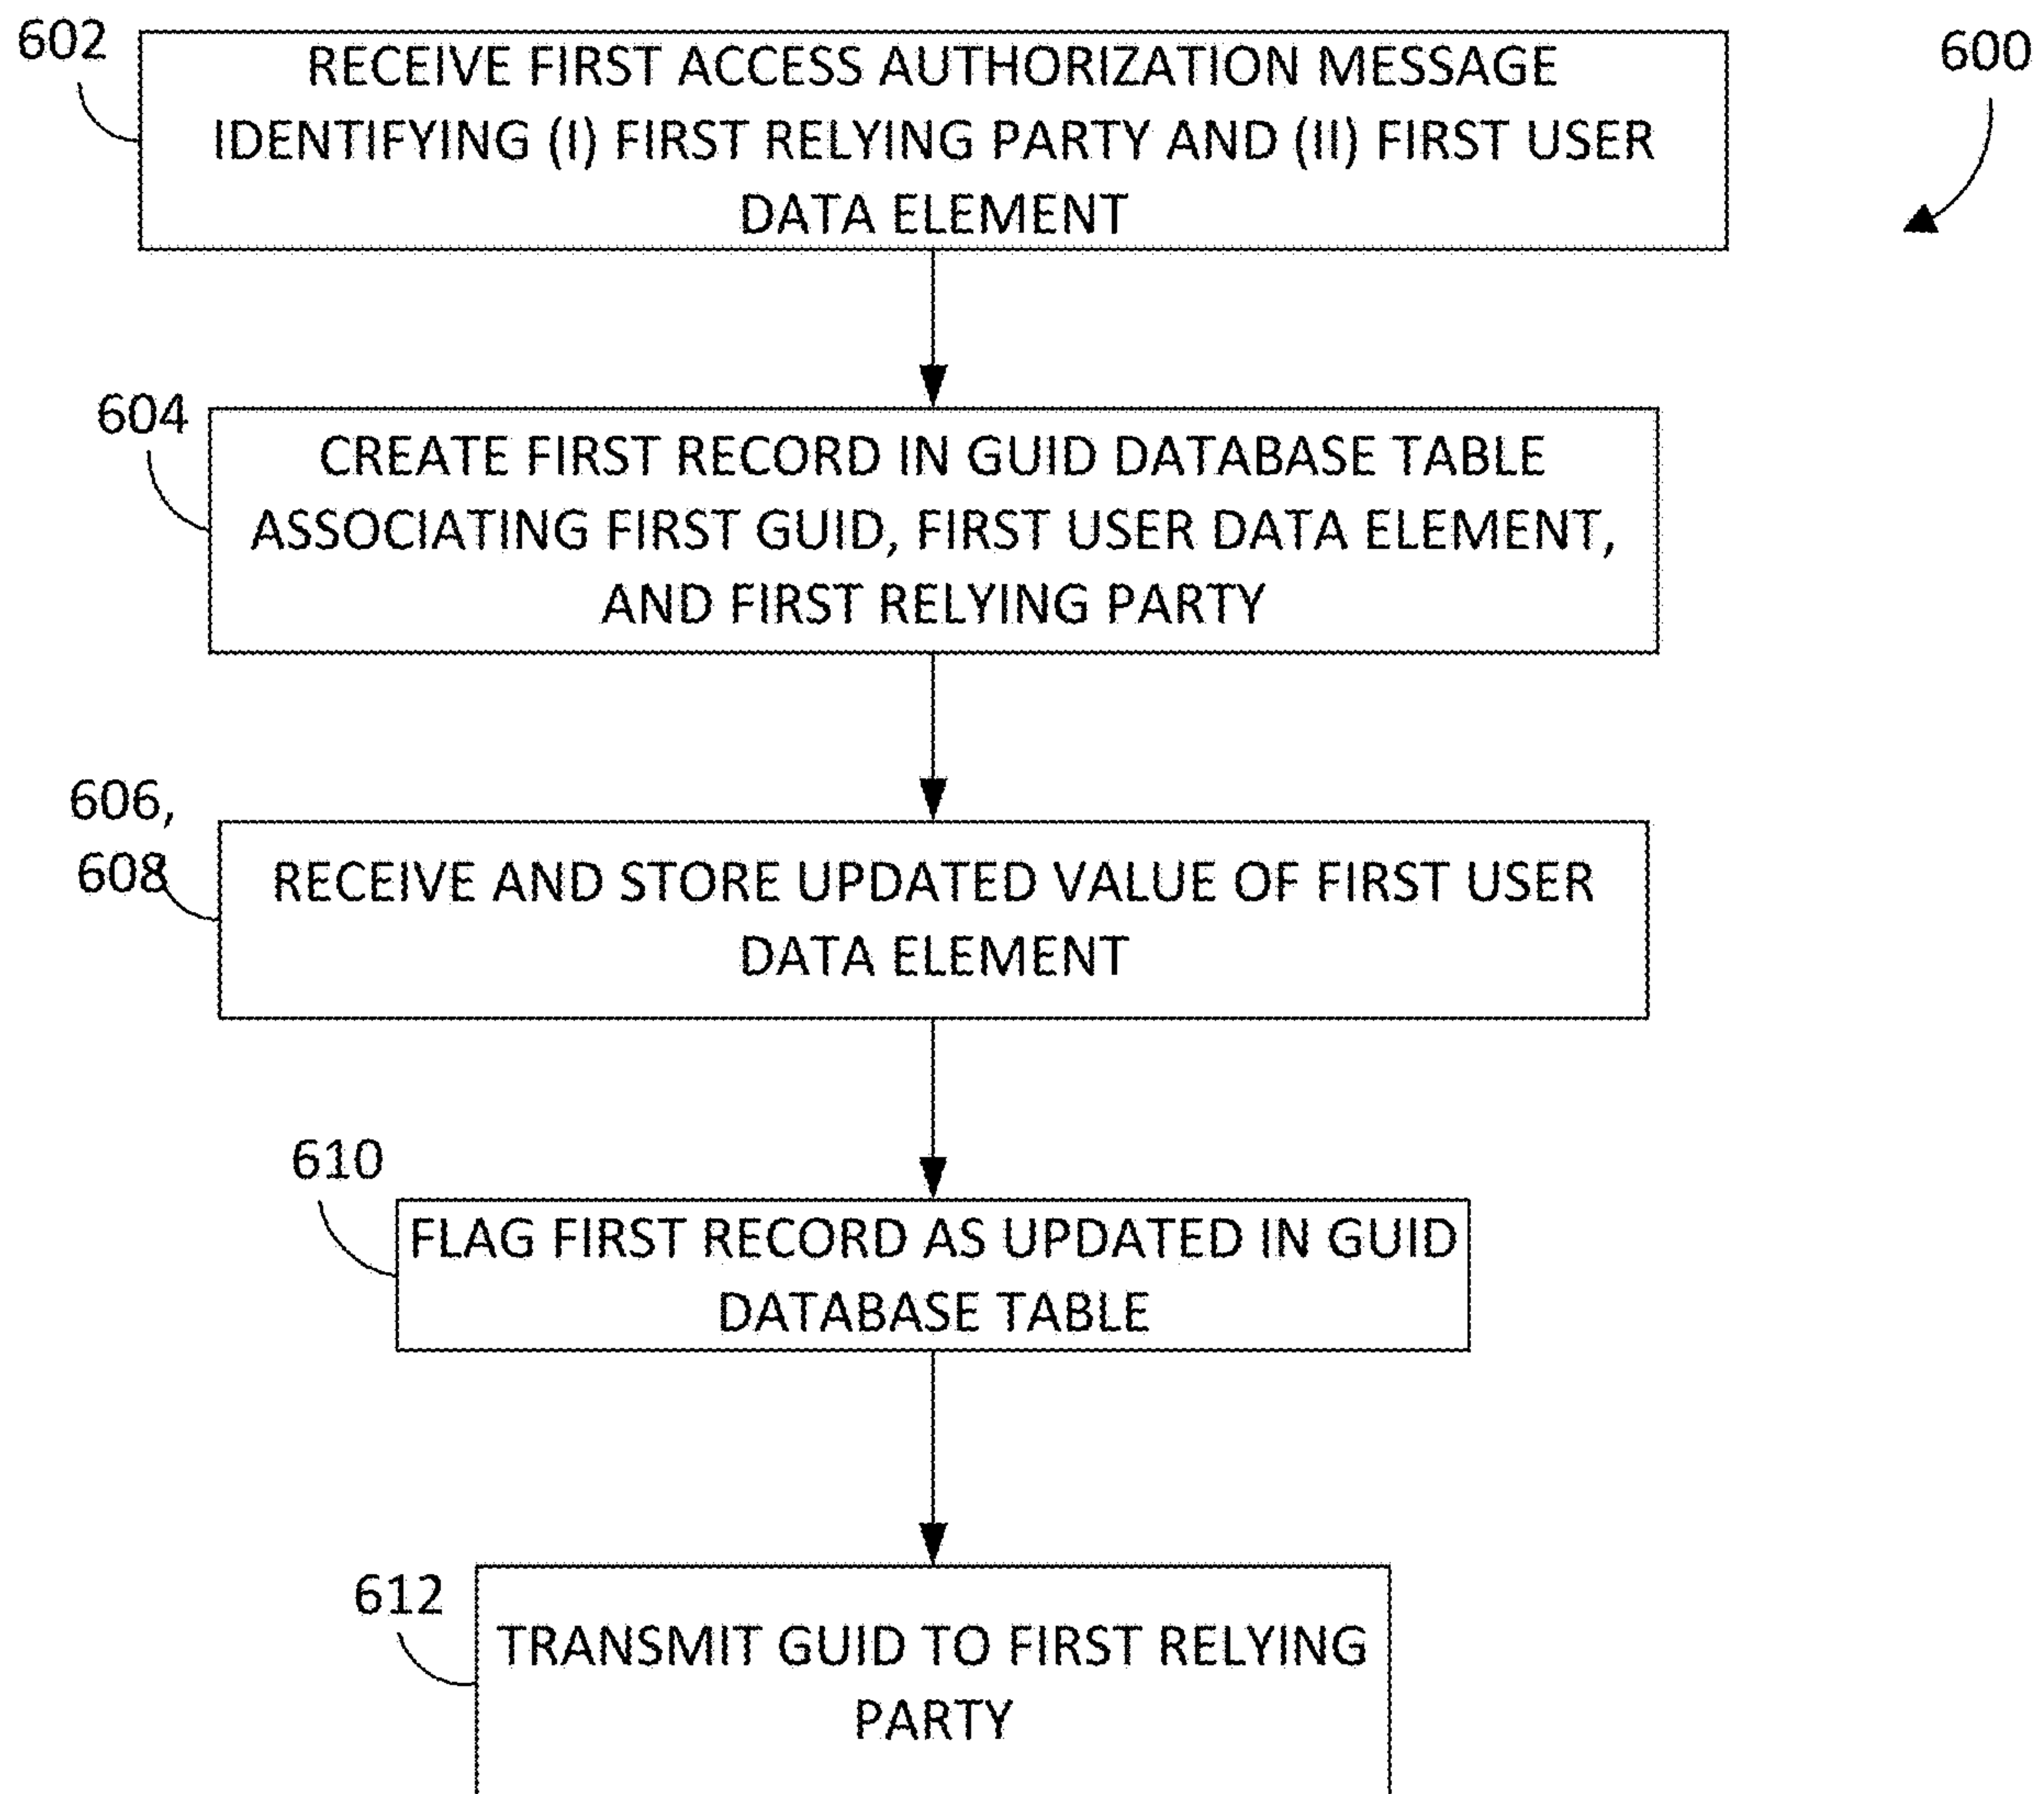 602
600
RECEIVE FIRST ACCESS AUTHORIZATION MESSAGE
IDENTIFYING (I) FIRST RELYING PARTY AND (II) FIRST USER
DATA ELEMENT
604
CREATE FIRST RECORD IN GUID DATABASE TABLE
ASSOCIATING FIRST GUID, FIRST USER DATA ELEMENT,
AND FIRST RELYING PARTY
606,
608
RECEIVE AND STORE UPDATED VALUE OF FIRST USER
DATA ELEMENT
610
FLAG FIRST RECORD AS UPDATED IN GUID
DATABASE TABLE
612
TRANSMIT GUID TO FIRST RELYING
PARTY